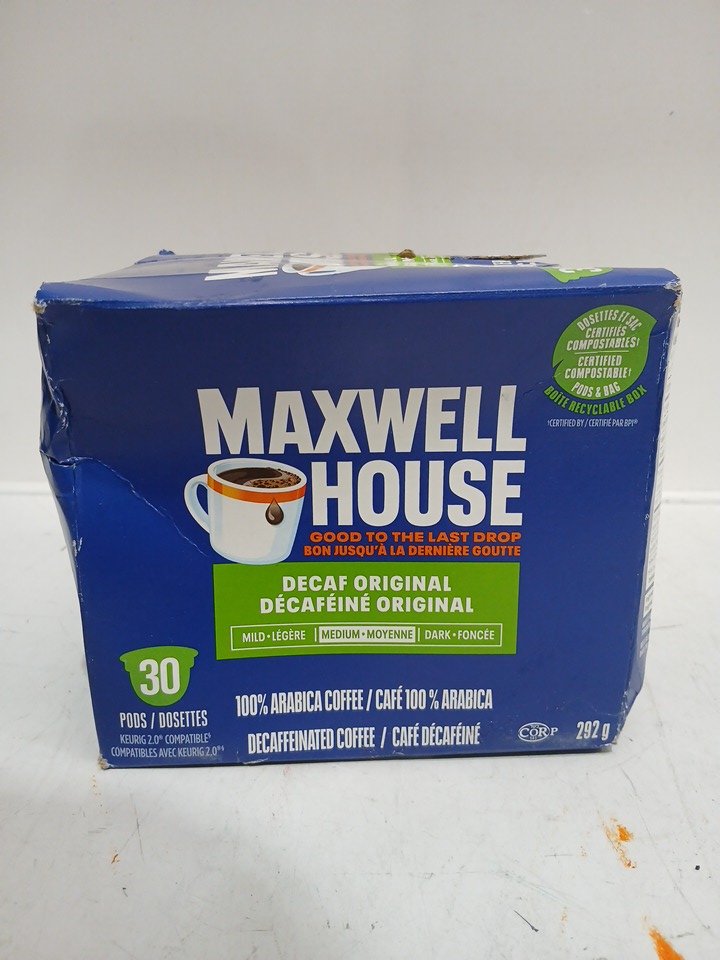 DOSETTES ET SAC
CERTIFIÉS
COMPOSTABLES†
CERTIFIED
COMPOSTABLE†
PODS & BAG
BOÎTE RECYCLABLE BOX
†CERTIFIED BY / CERTIFIÉ PAR BPI®
MAXWELL
HOUSE
GOOD TO THE LAST DROP
BON JUSQU'À LA DERNIÈRE GOUTTE
DECAF ORIGINAL
DÉCAFÉINÉ ORIGINAL
MILD • LÉGÈRE | MEDIUM • MOYENNE | DARK • FONCÉE
30
PODS / DOSETTES
KEURIG 2.0® COMPATIBLE§
COMPATIBLES AVEC KEURIG 2.0®§
100% ARABICA COFFEE / CAFÉ 100 % ARABICA
DECAFFEINATED COFFEE / CAFÉ DÉCAFÉINÉ
COR P
292 g